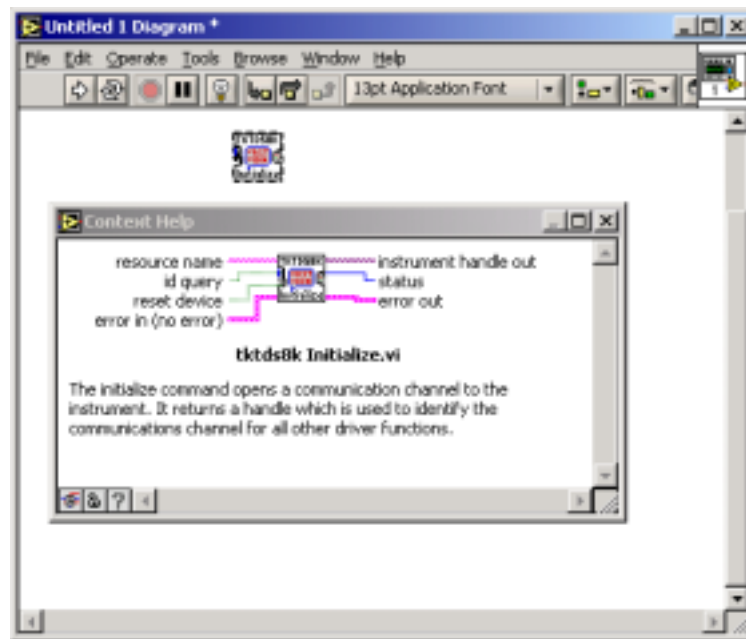 Untitled 1 Diagram *
File Edit Operate Tools Browse Window Help
13pt Application Font
1
Context Help
resource name
instrument handle out
id query
status
reset device
error out
error in (no error)
tktds8k Initialize.vi
The initialize command opens a communication channel to the
instrument. It returns a handle which is used to identify the
communications channel for all other driver functions.
?